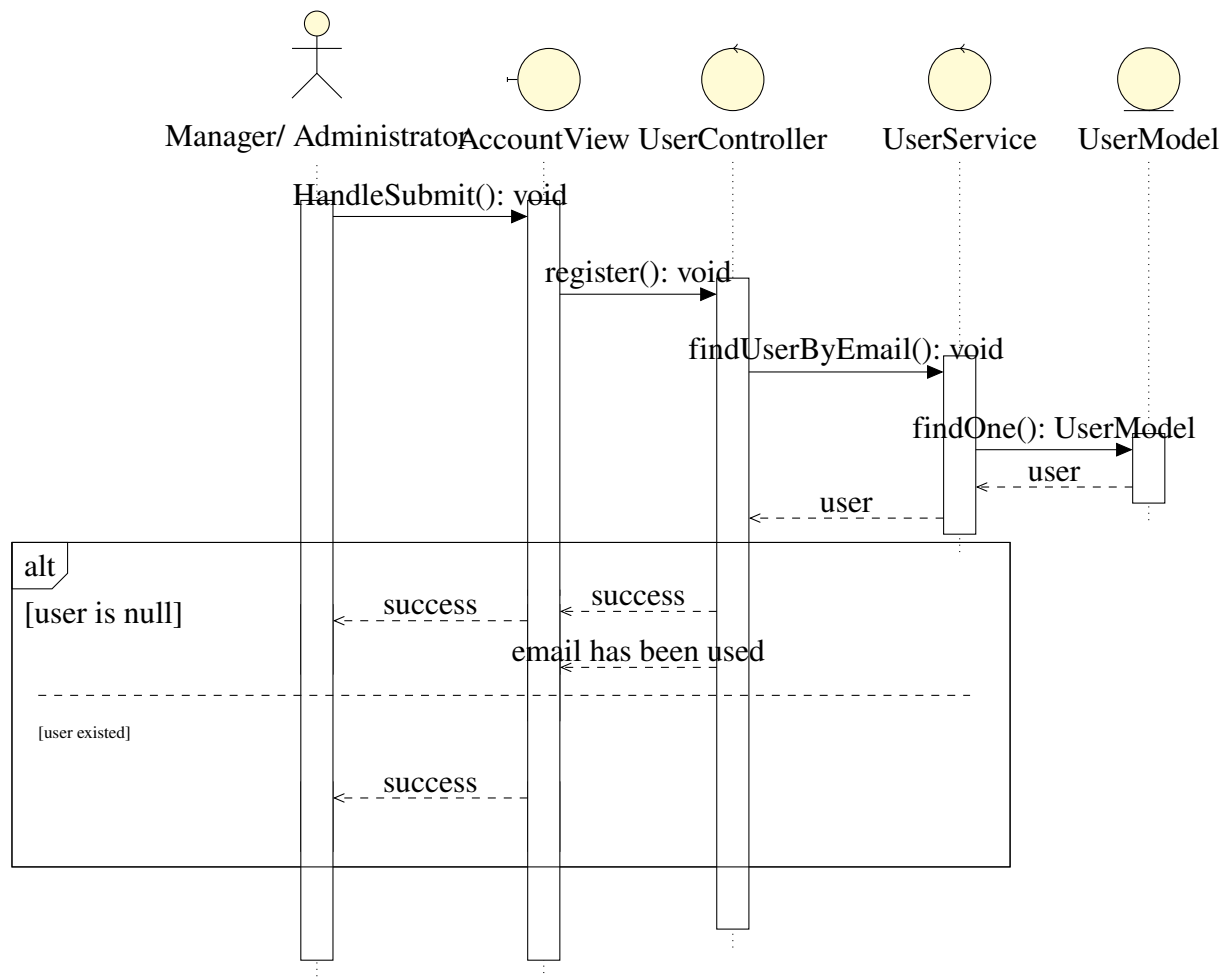 Manager/ Administrator
AccountView
UserController
UserService
UserModel
HandleSubmit(): void
register(): void
findUserByEmail(): void
findOne(): UserModel
user
user
alt
[user is null]
success
success
email has been used
[user existed]
success